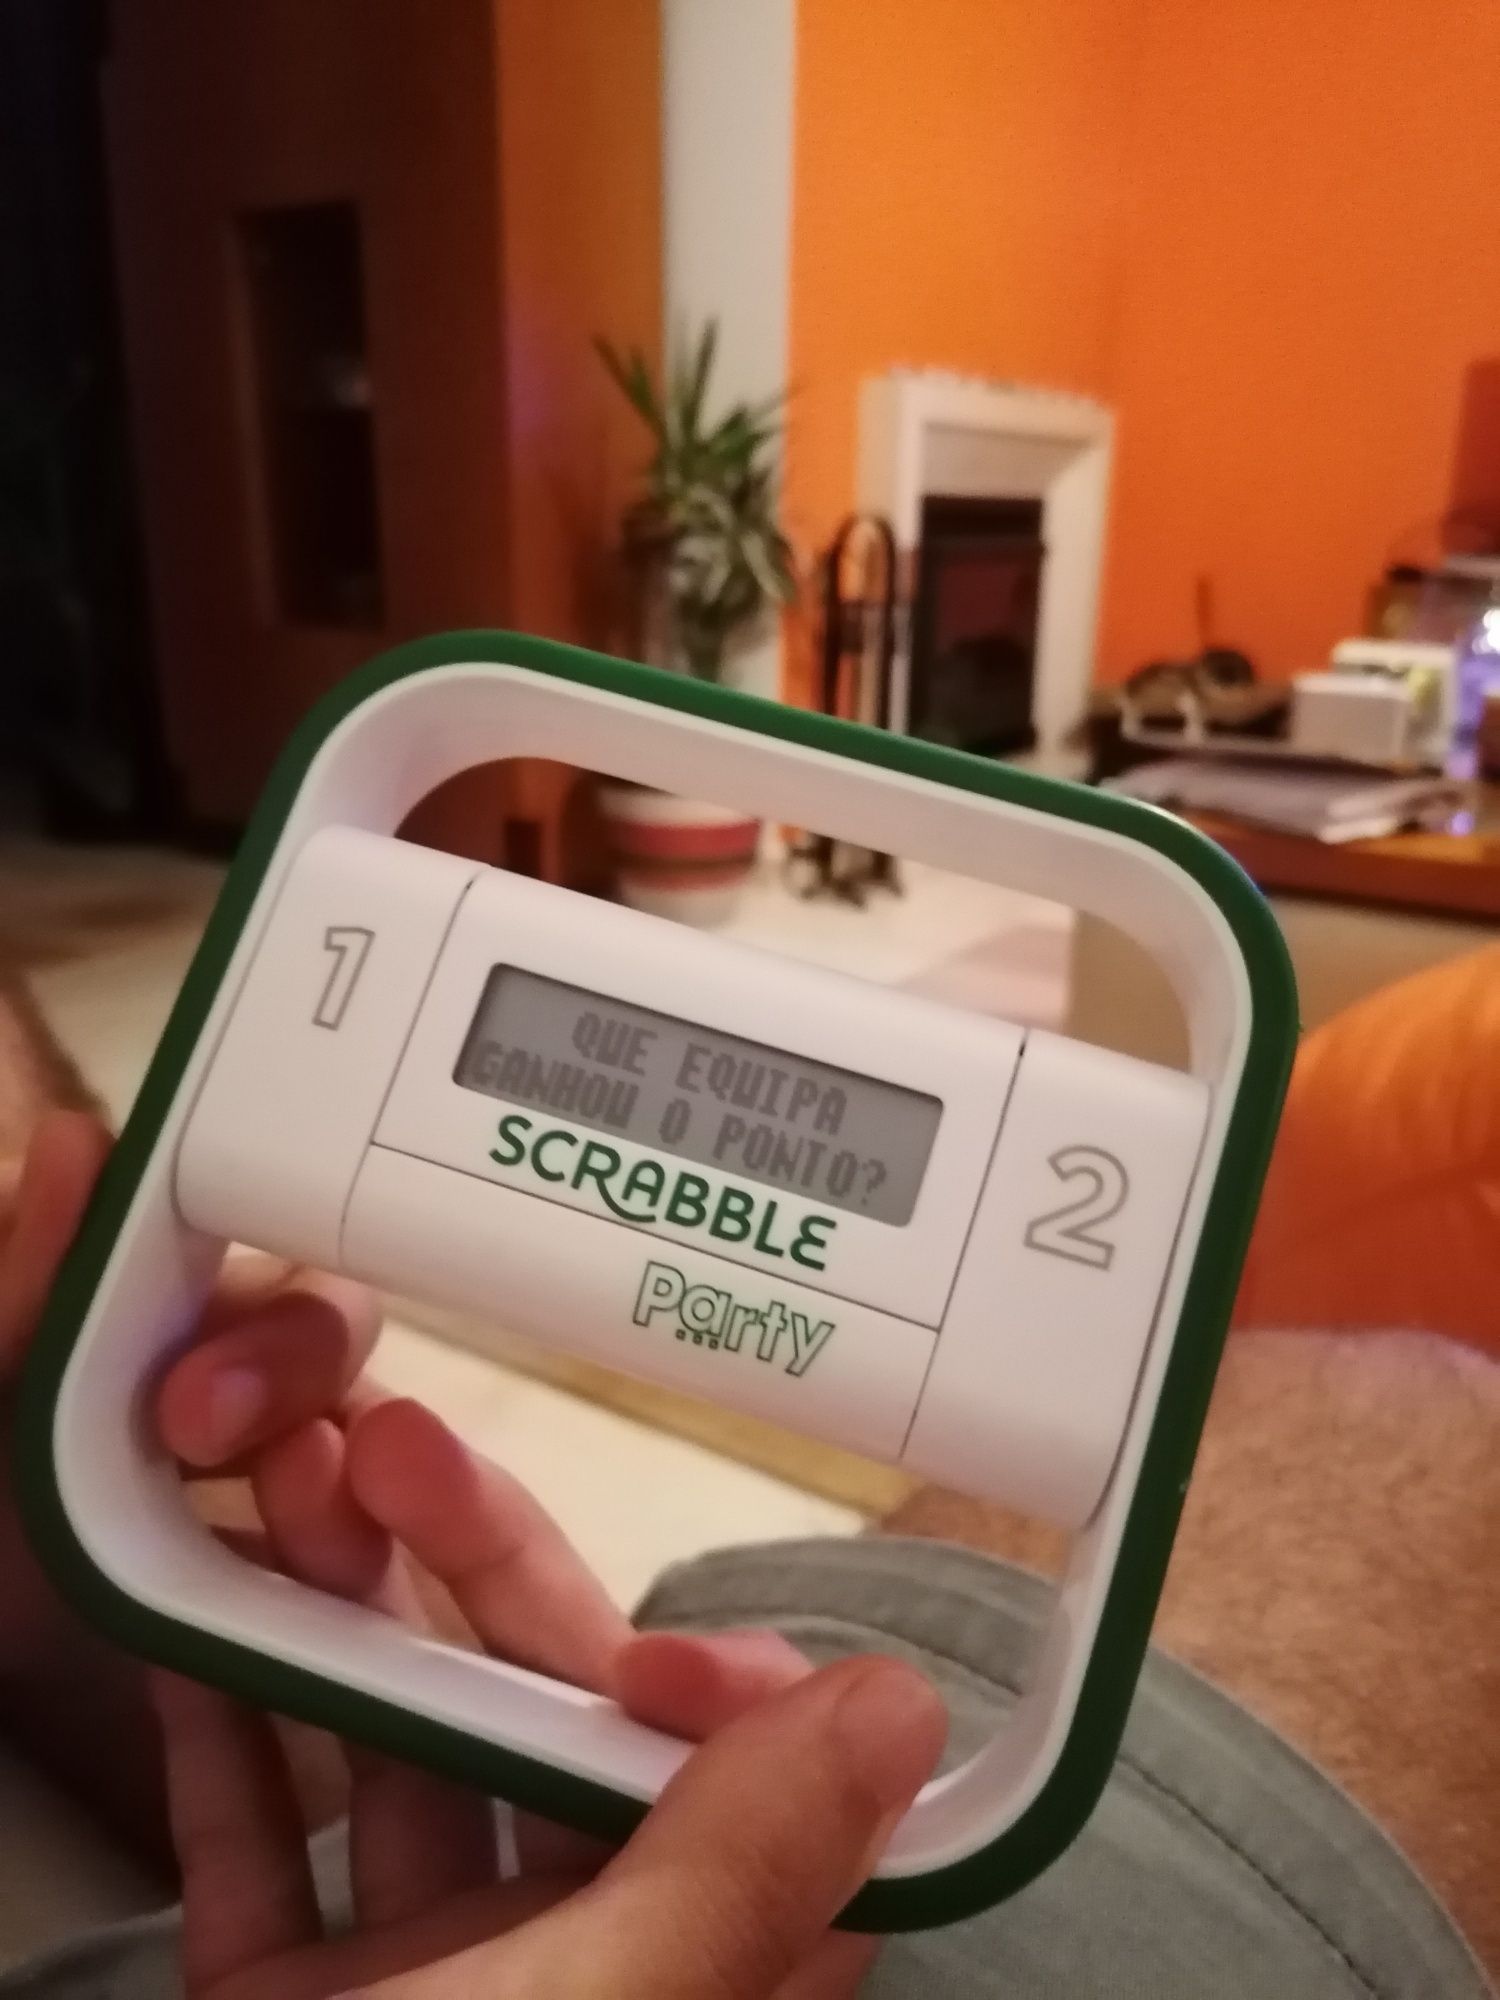 1
QUE EQUIPA
GANHOU O PONTO?
SCRABBLE
Party
2